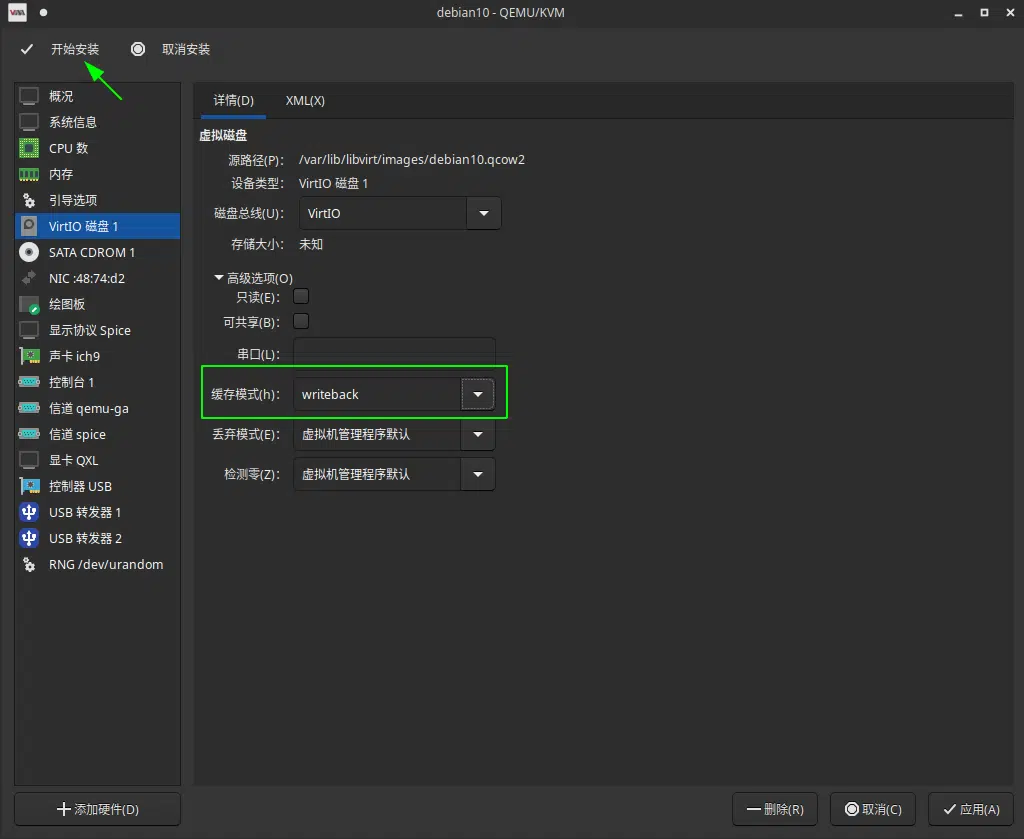 debian10 - QEMU/KVM
开始安装 取消安装
概况
系统信息
CPU 数
内存
引导选项
VirtIO 磁盘 1
SATA CDROM 1
NIC :48:74:d2
绘图板
显示协议 Spice
声卡 ich9
控制台 1
信道 qemu-ga
信道 spice
显卡 QXL
控制器 USB
USB 转发器 1
USB 转发器 2
RNG /dev/urandom
详情(D) XML(X)
虚拟磁盘
源路径(P)： /var/lib/libvirt/images/debian10.qcow2
设备类型： VirtIO 磁盘 1
磁盘总线(U)： VirtIO
存储大小： 未知
高级选项(O)
只读(E)：
可共享(B)：
串口(L)：
缓存模式(h)： writeback
丢弃模式(E)： 虚拟机管理程序默认
检测零(Z)： 虚拟机管理程序默认
添加硬件(D) 删除(R) 取消(C) 应用(A)